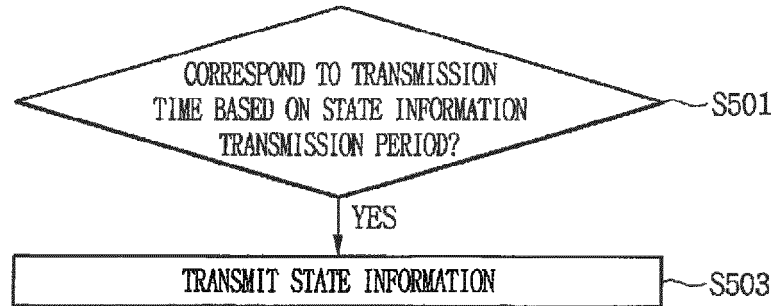 CORRESPOND TO TRANSMISSION
TIME BASED ON STATE INFORMATION
TRANSMISSION PERIOD?
S501
YES
TRANSMIT STATE INFORMATION
S503